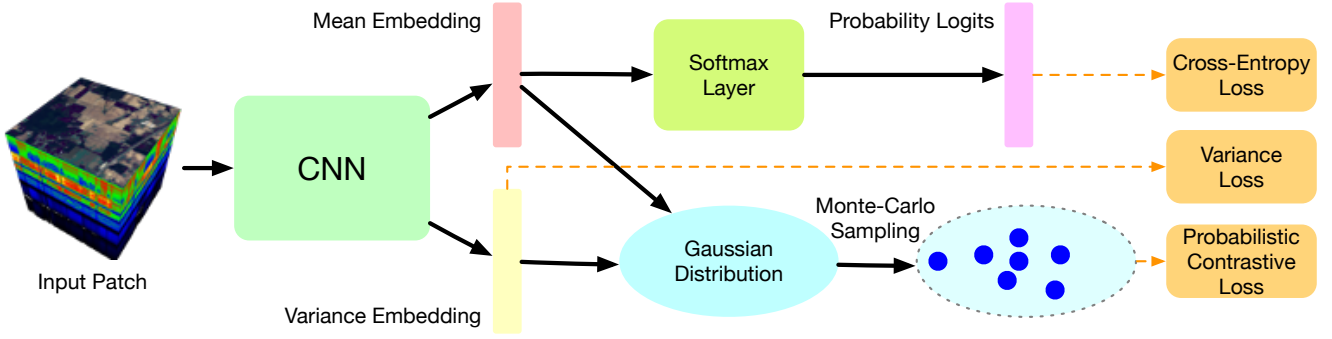 Mean Embedding
Probability Logits
Softmax
Layer
Cross-Entropy
Loss
CNN
Variance
Loss
Monte-Carlo
Sampling
Gaussian
Distribution
Probabilistic
Contrastive
Loss
Input Patch
Variance Embedding